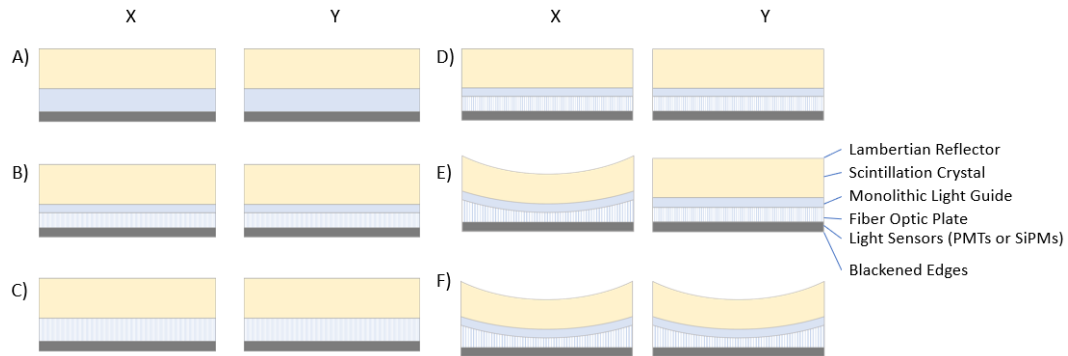 X Y X Y
A) D)
B) E)
Lambertian Reflector
Scintillation Crystal
Monolithic Light Guide
Fiber Optic Plate
Light Sensors (PMTs or SiPMs)
Blackened Edges
C) F)